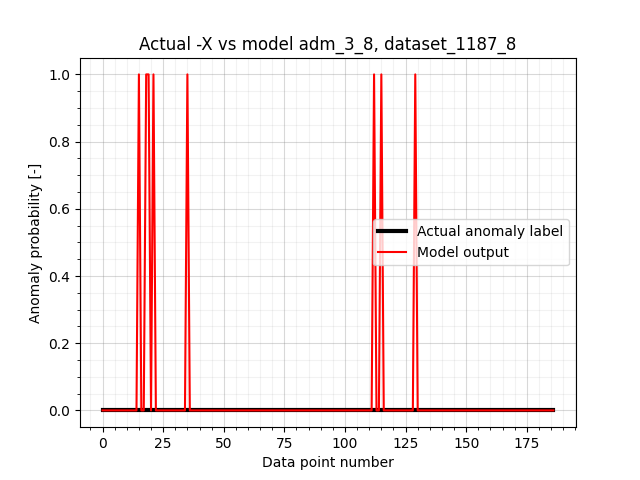 Actual -X vs model adm_3_8, dataset_1187_8
1.0
0.8
0.6
0.4
0.2
0.0
Anomaly probability [-]
Actual anomaly label
Model output
0 25 50 75 100 125 150 175
Data point number